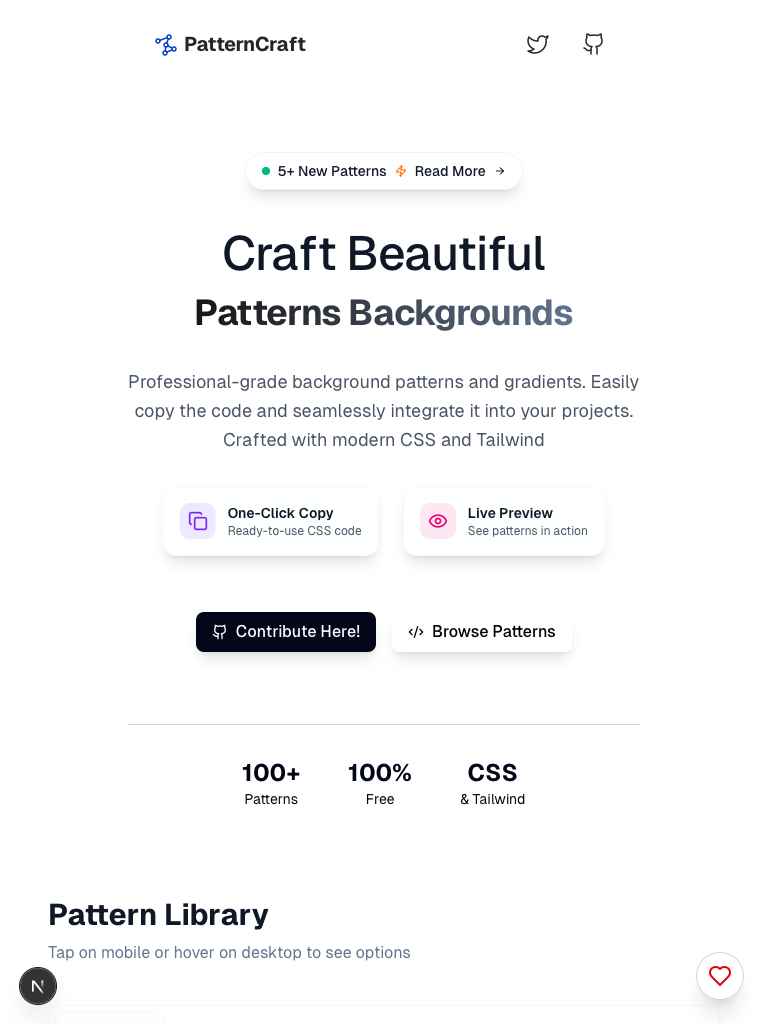 PatternCraft
5+ New Patterns Read More →
Craft Beautiful
Patterns Backgrounds
Professional-grade background patterns and gradients. Easily
copy the code and seamlessly integrate it into your projects.
Crafted with modern CSS and Tailwind
One-Click Copy
Ready-to-use CSS code
Live Preview
See patterns in action
Contribute Here!
Browse Patterns
100+
Patterns
100%
Free
CSS
& Tailwind
Pattern Library
Tap on mobile or hover on desktop to see options
N